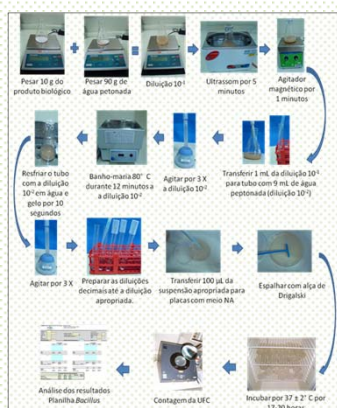 Pesar 10 g do
produto biológico
Pesar 90 g de
água petonada
Diluição 10⁻¹
Ultrassom por 5
minutos
Agitador
magnético por
1 minutos
Transferir 1 mL da diluição 10⁻¹
para tubo com 9 mL de água
peptonada (diluição 10⁻²)
Agitar por 3 X
a diluição 10⁻²
Banho-maria 80° C
durante 12 minutos a
a diluição 10⁻²
Resfriar o tubo
com a diluição
10⁻² em água e
gelo por 10
segundos
Agitar por 3 X
Preparar as diluições
decimais até a diluição
apropriada.
Transferir 100 µL da
suspensão apropriada para
placas com meio NA
Espalhar com alça de
Drigalski
Incubar por 37 ± 2° C por
17-20 horas
Contagem da UFC
Análise dos resultados
Planilha Bacillus